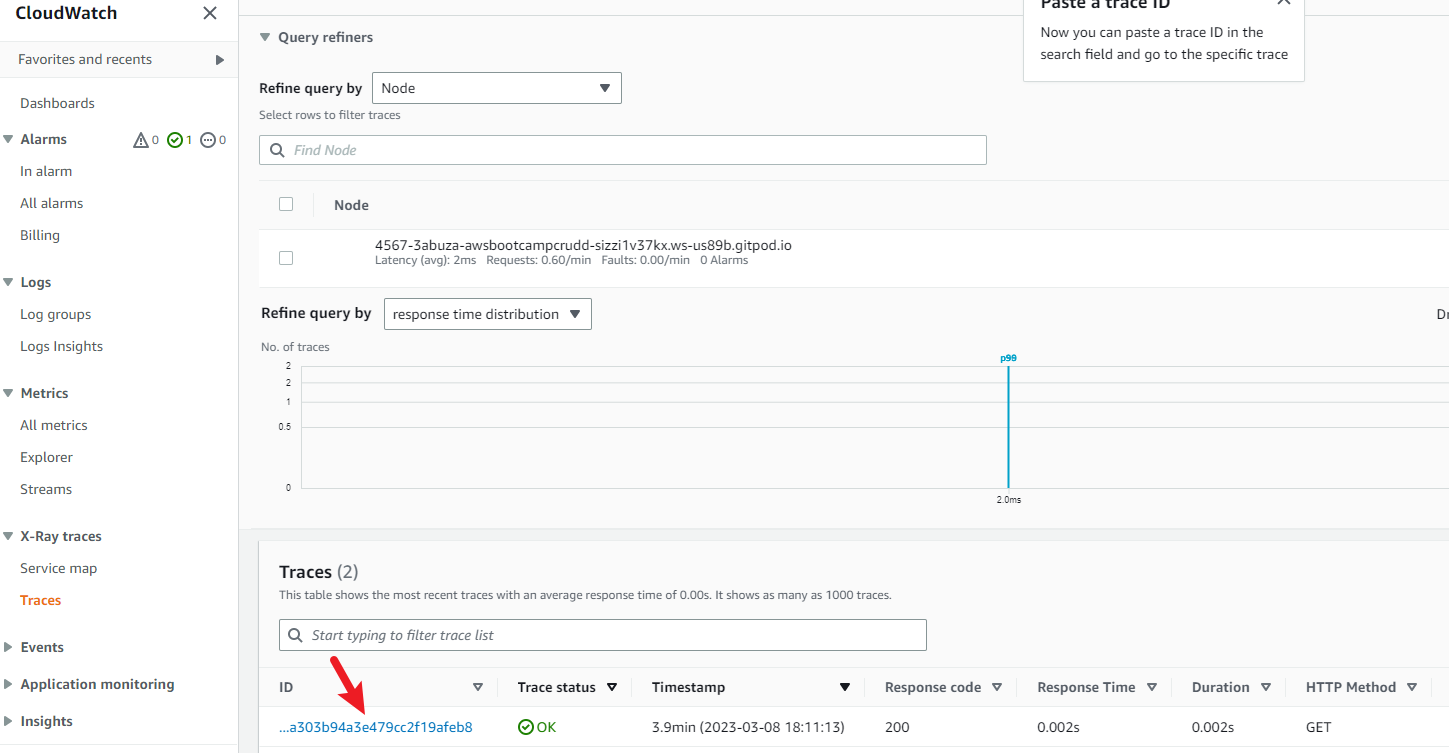 CloudWatch
Favorites and recents
Dashboards
Alarms 0 1 0
In alarm
All alarms
Billing
Logs
Log groups
Logs Insights
Metrics
All metrics
Explorer
Streams
X-Ray traces
Service map
Traces
Events
Application monitoring
Insights
Paste a trace ID
Now you can paste a trace ID in the
search field and go to the specific trace
Query refiners
Refine query by Node
Select rows to filter traces
Find Node
Node
4567-3abuza-awsbootcampcrudd-sizzi1v37kx.ws-us89b.gitpod.io
Latency (avg): 2ms Requests: 0.60/min Faults: 0.00/min 0 Alarms
Refine query by response time distribution
No. of traces
p99
2
2
1
0.5
0
2.0ms
Traces (2)
This table shows the most recent traces with an average response time of 0.00s. It shows as many as 1000 traces.
Start typing to filter trace list
ID Trace status Timestamp Response code Response Time Duration HTTP Method
...a303b94a3e479cc2f19afeb8 OK 3.9min (2023-03-08 18:11:13) 200 0.002s 0.002s GET